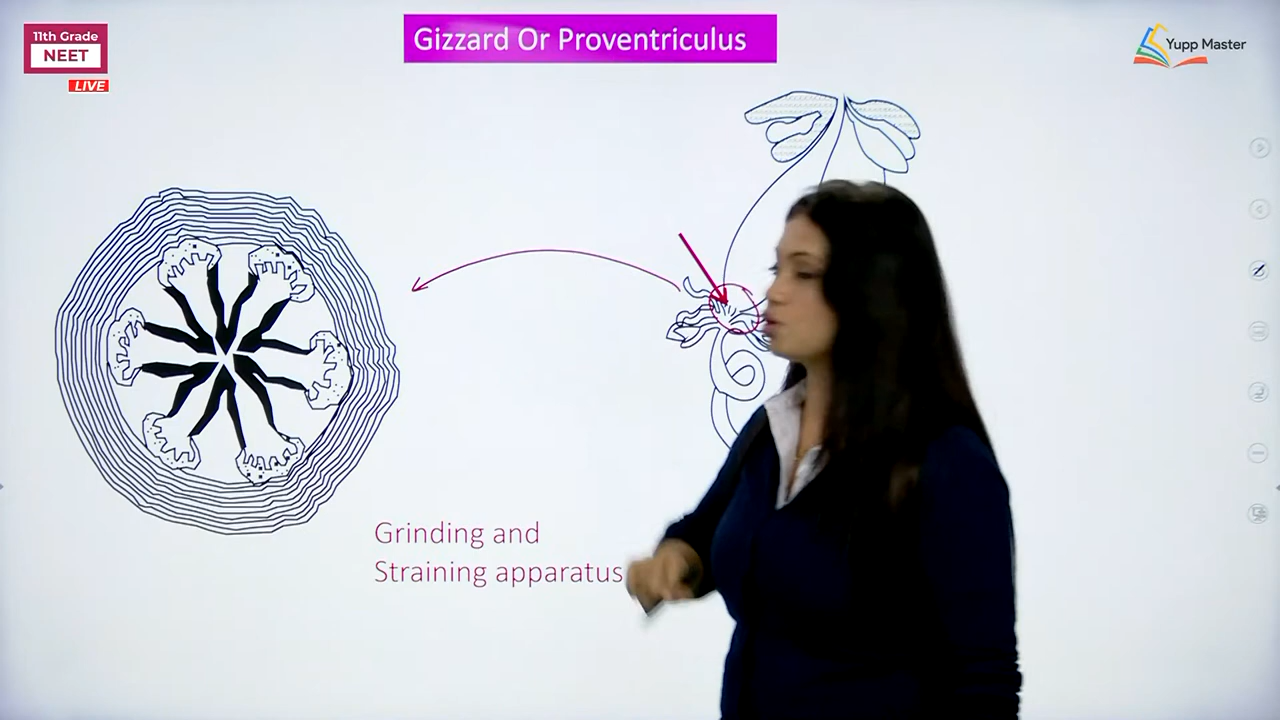 11th Grade
NEET
LIVE
Gizzard Or Proventriculus
Yupp Master
Grinding and
Straining apparatus